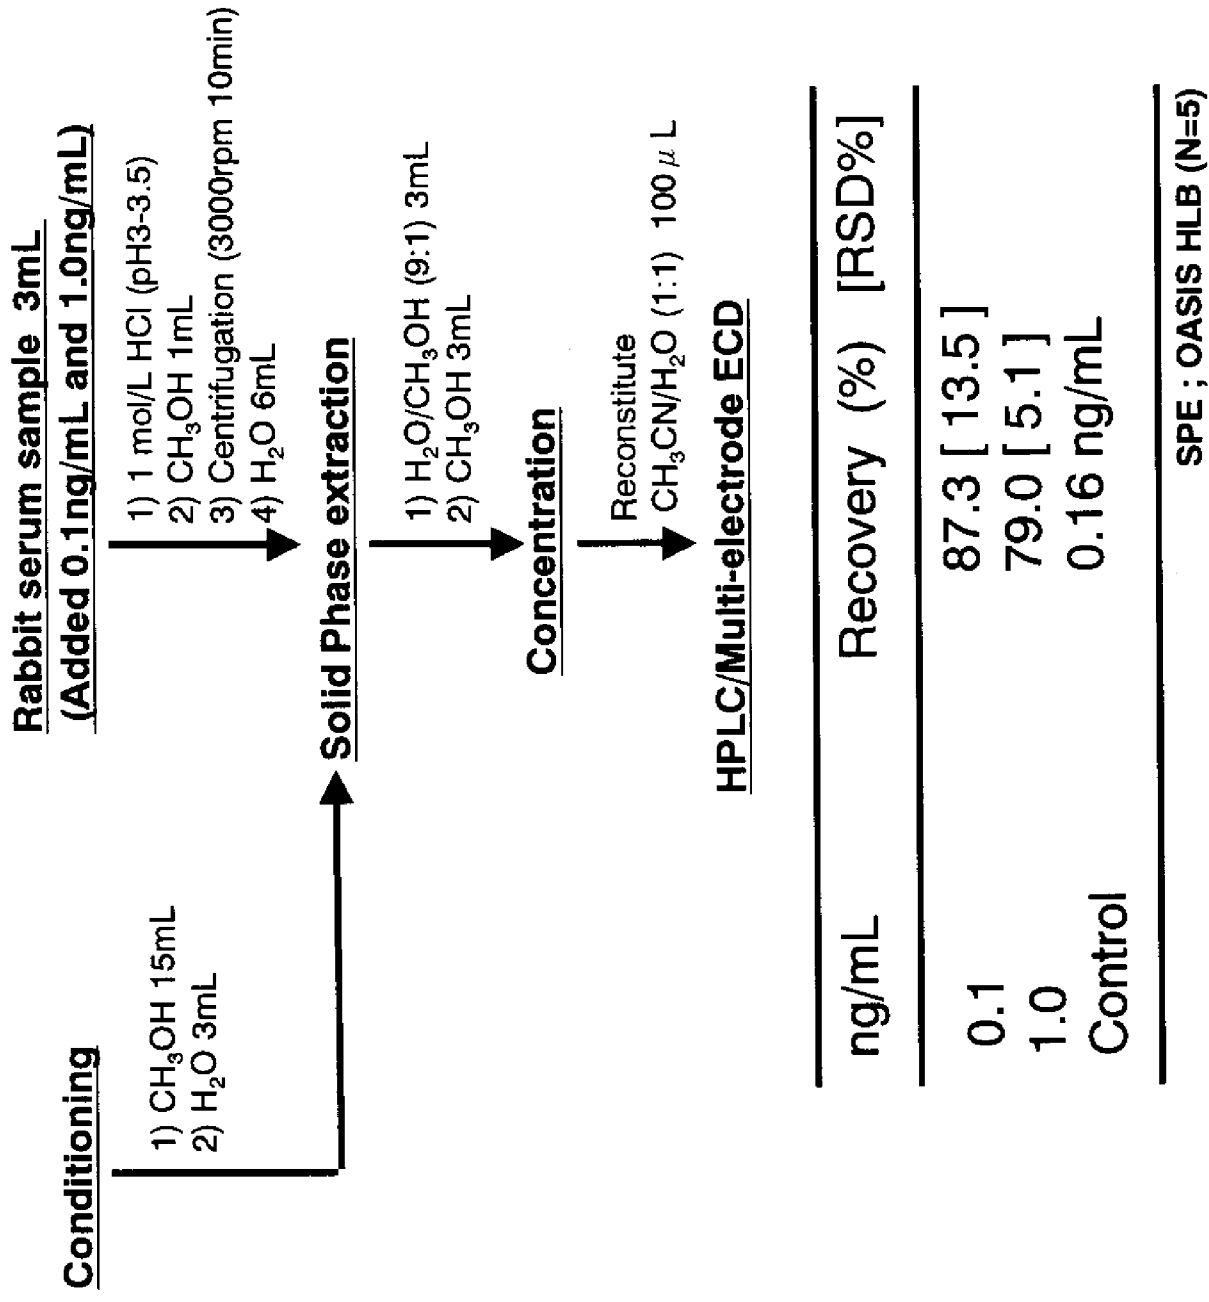 Rabbit serum sample 3mL
(Added 0.1ng/mL and 1.0ng/mL)
Conditioning
1) CH₃OH 15mL
2) H₂O 3mL
1) 1 mol/L HCl (pH3-3.5)
2) CH₃OH 1mL
3) Centrifugation (3000rpm 10min)
4) H₂O 6mL
Solid Phase extraction
1) H₂O/CH₃OH (9:1) 3mL
2) CH₃OH 3mL
Concentration
Reconstitute
CH₃CN/H₂O (1:1) 100μL
HPLC/Multi-electrode ECD
ng/mL Recovery (%) [RSD%]
0.1 87.3 [ 13.5 ]
1.0 79.0 [ 5.1 ]
Control 0.16 ng/mL
SPE ; OASIS HLB (N=5)